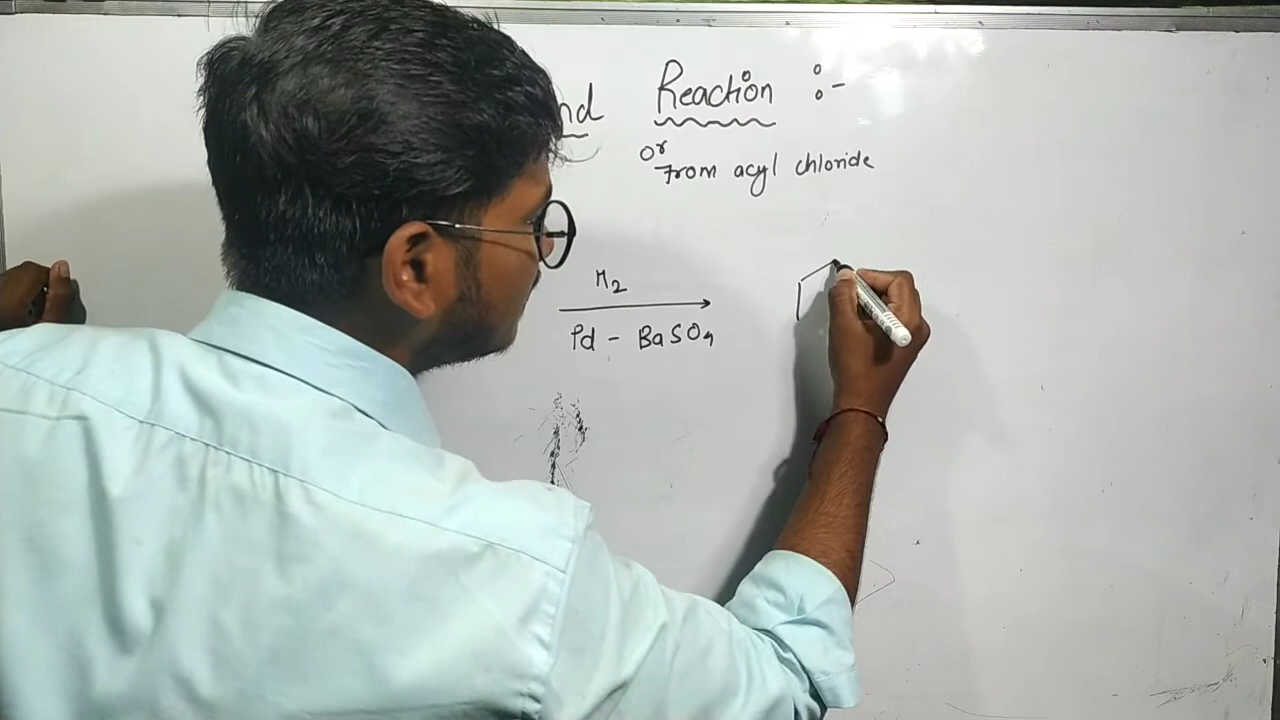 nd Reaction :-
Or
From acyl chloride
H2
Pd - BaSO4